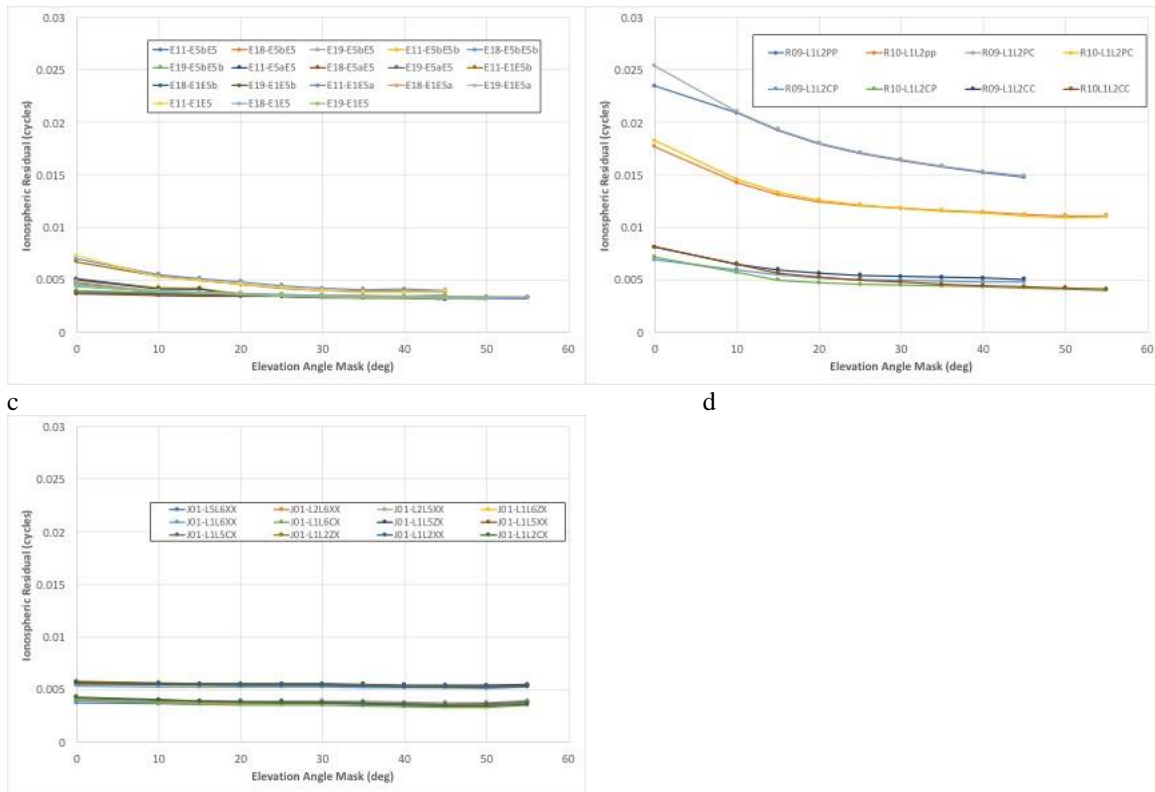 0.03
0.025
0.02
0.015
0.01
0.005
0
Ionospheric Residual (cycles)
E11-E5bE5 E18-E5bE5 E19-E5bE5 E11-E5bE5b E18-E5bE5b
E19-E5bE5b E11-E5aE5 E18-E5aE5 E19-E5aE5 E11-E1E5b
E18-E1E5b E19-E1E5b E11-E1E5a E18-E1E5a E19-E1E5a
E11-E1E5 E18-E1E5 E19-E1E5
0 10 20 30 40 50 60
Elevation Angle Mask (deg)
0.03
0.025
0.02
0.015
0.01
0.005
0
Ionospheric Residual (cycles)
R09-L1L2PP R10-L1L2pp R09-L1L2PC R10-L1L2PC
R09-L1L2CP R10-L1L2CP R09-L1L2CC R10L1L2CC
0 10 20 30 40 50 60
Elevation Angle Mask (deg)
c d
0.03
0.025
0.02
0.015
0.01
0.005
0
Ionospheric Residual (cycles)
J01-L5L6XX J01-L2L6XX J01-L2L5XX J01-L1L6ZX
J01-L1L6XX J01-L1L6CX J01-L1L5ZX J01-L1L5XX
J01-L1L5CX J01-L1L2ZX J01-L1L2XX J01-L1L2CX
0 10 20 30 40 50 60
Elevation Angle Mask (deg)